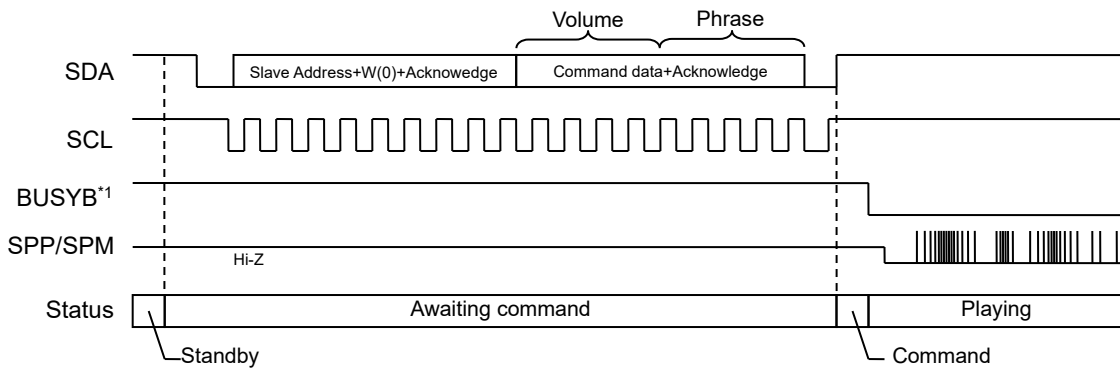 Volume Phrase
SDA Slave Address+W(0)+Acknowedge Command data+Acknowledge
SCL
BUSYB*1
SPP/SPM
Hi-Z
Status Awaiting command Playing
Standby Command